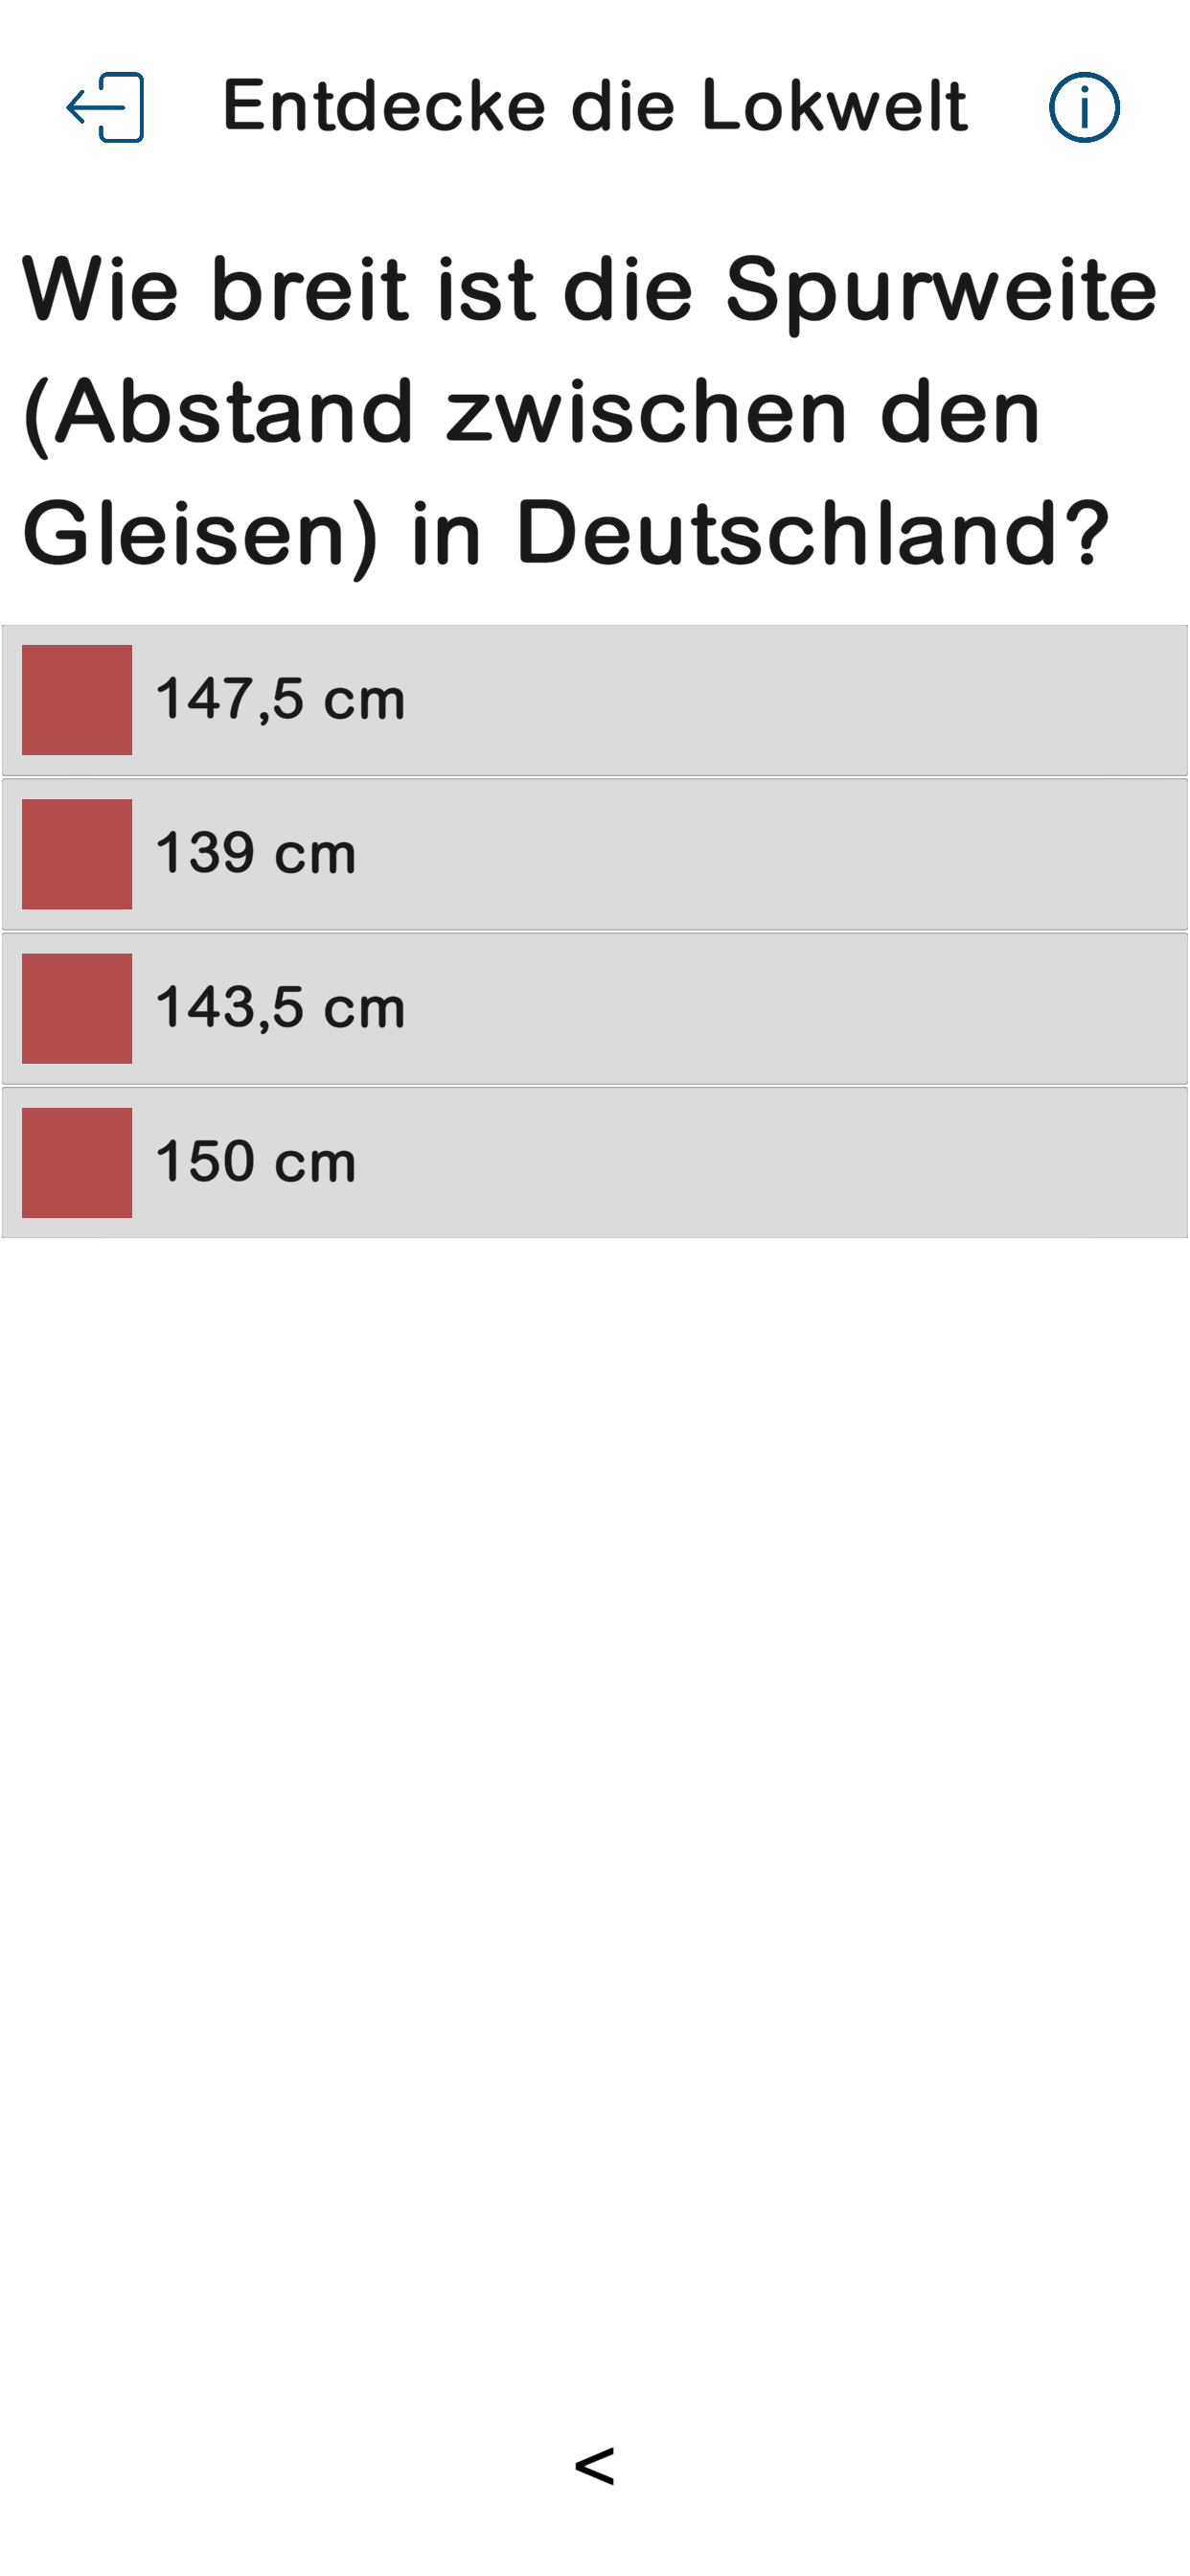 Entdecke die Lokwelt
Wie breit ist die Spurweite
(Abstand zwischen den
Gleisen) in Deutschland?
147,5 cm
139 cm
143,5 cm
150 cm
<